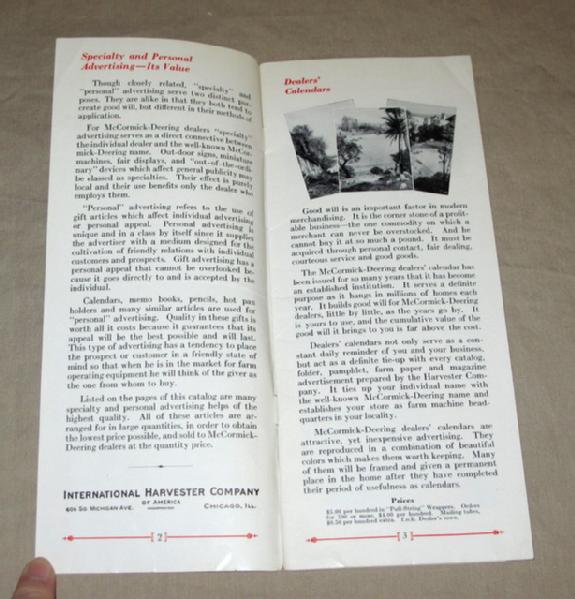 Specialty and Personal
Advertising—Its Value
Though closely related, "specialty" and
"personal" advertising serve two distinct pur-
poses. They are alike in that they both tend to
create good will, but different in their methods of
application.
For McCormick-Deering dealers "specialty"
advertising serves as a direct connection between
the individual dealer and the well-known McCor-
mick-Deering name. Out-door signs, miniature
machines, fair displays, and "out-of-the-ordi-
nary" devices which affect general publicity may
be classed as specialties. Their effect is purely
local and their use benefits only the dealer who
employs them.
"Personal" advertising refers to the use of
gift articles which affect individual advertising
or personal appeal. Personal advertising is
unique and in a class by itself since it supplies
the advertiser with a medium designed for the
cultivation of friendly relations with individual
customers and prospects. Gift advertising has a
personal appeal that cannot be overlooked be-
cause it goes directly to and is accepted by the
individual.
Calendars, memo books, pencils, hot pan
holders and many similar articles are used for
"personal" advertising. Quality in these gifts is
worth all it costs because it guarantees that its
appeal will be the best possible and will last.
This type of advertising has a tendency to place
the prospect or customer in a friendly state of
mind so that when he is in the market for farm
operating equipment he will think of the giver as
the one from whom to buy.
Listed on the pages of this catalog are many
specialty and personal advertising helps of the
highest quality. All of these articles are ar-
ranged for in large quantities, in order to obtain
the lowest price possible, and sold to McCormick-
Deering dealers at the quantity price.
INTERNATIONAL HARVESTER COMPANY
OF AMERICA
606 So. MICHIGAN AVE. CHICAGO, ILL.
[2]
Dealers'
Calendars
Good will is an important factor in modern
merchandising. It is the corner stone of a profit-
able business—the one commodity on which a
merchant can never be overstocked. And he
cannot buy it at so much a pound. It must be
acquired through personal contact, fair dealing,
courteous service and good goods.
The McCormick-Deering dealers' calendar has
been issued for so many years that it has become
an established institution. It serves a definite
purpose as it hangs in millions of homes each
year. It builds good will for McCormick-Deering
dealers, little by little, as the years go by. It
is yours to use, and the cumulative value of the
good will it brings to you is far above the cost.
Dealers' calendars not only serve as a con-
stant daily reminder of you and your business,
but act as a definite tie-up with every catalog,
folder, pamphlet, farm paper and magazine
advertisement prepared by the Harvester Com-
pany. It ties up your individual name with
the well-known McCormick-Deering name and
establishes your store as farm machine head-
quarters in your locality.
McCormick-Deering dealers' calendars are
attractive, yet inexpensive advertising. They
are reproduced in a combination of beautiful
colors which makes them worth keeping. Many
of them will be framed and given a permanent
place in the home after they have completed
their period of usefulness as calendars.
Prices
per hundred in "Pull-String" Wrappers. Orders
for 500 or more, $4.00 per hundred. Mailing tubes,
$0.50 per hundred extra. f.o.b. Dealer's town.
[3]